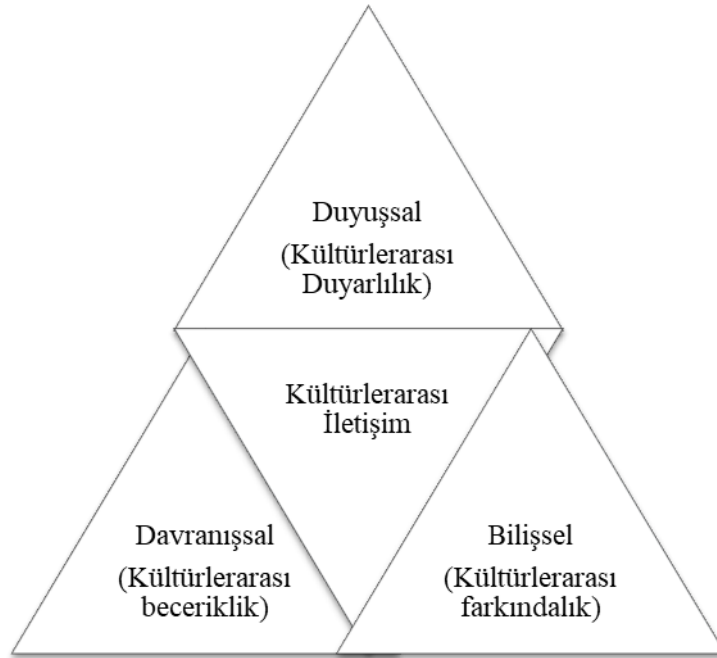 Duyuşsal
(Kültürlerarası
Duyarlılık)
Kültürlerarası
İletişim
Davranışsal
(Kültürlerarası
beceriklik)
Bilişsel
(Kültürlerarası
farkındalık)